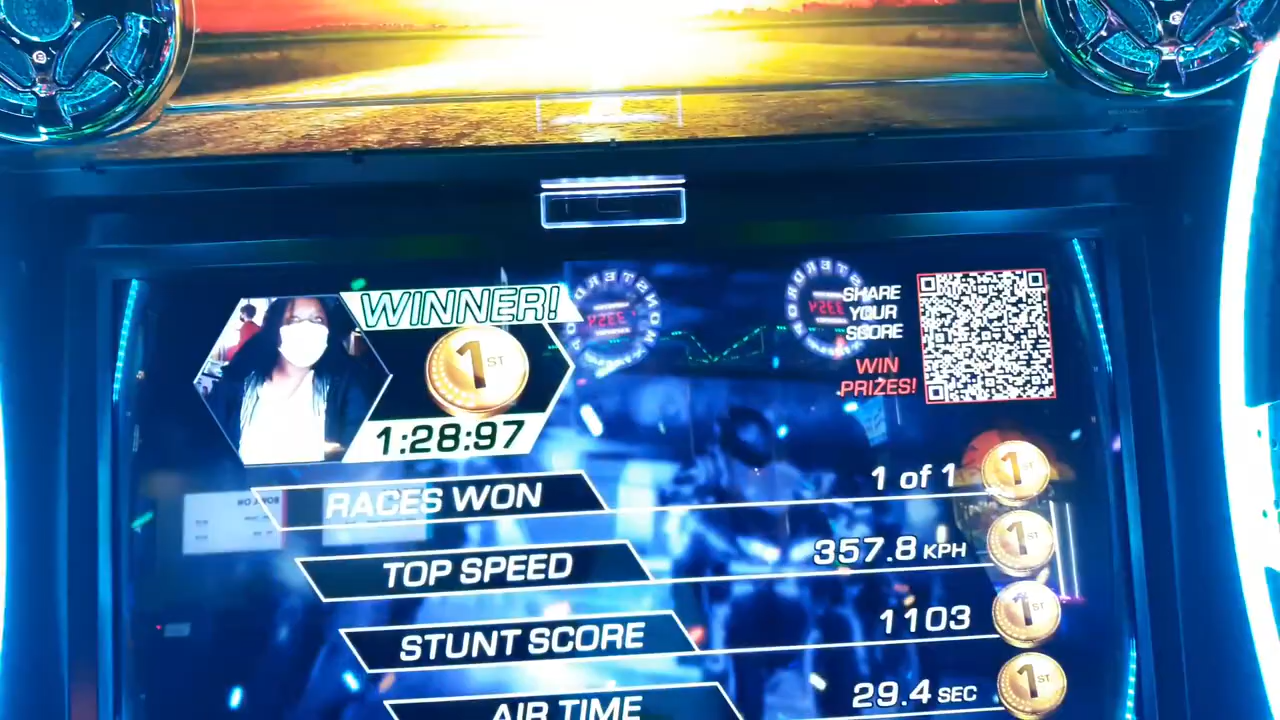 WINNER!
1ST
1:28:97
SHARE
YOUR
SCORE
WIN
PRIZES!
RACES WON
1 of 1
1ST
TOP SPEED
357.8 KPH
1ST
STUNT SCORE
1103
1ST
AIR TIME
29.4 SEC
1ST